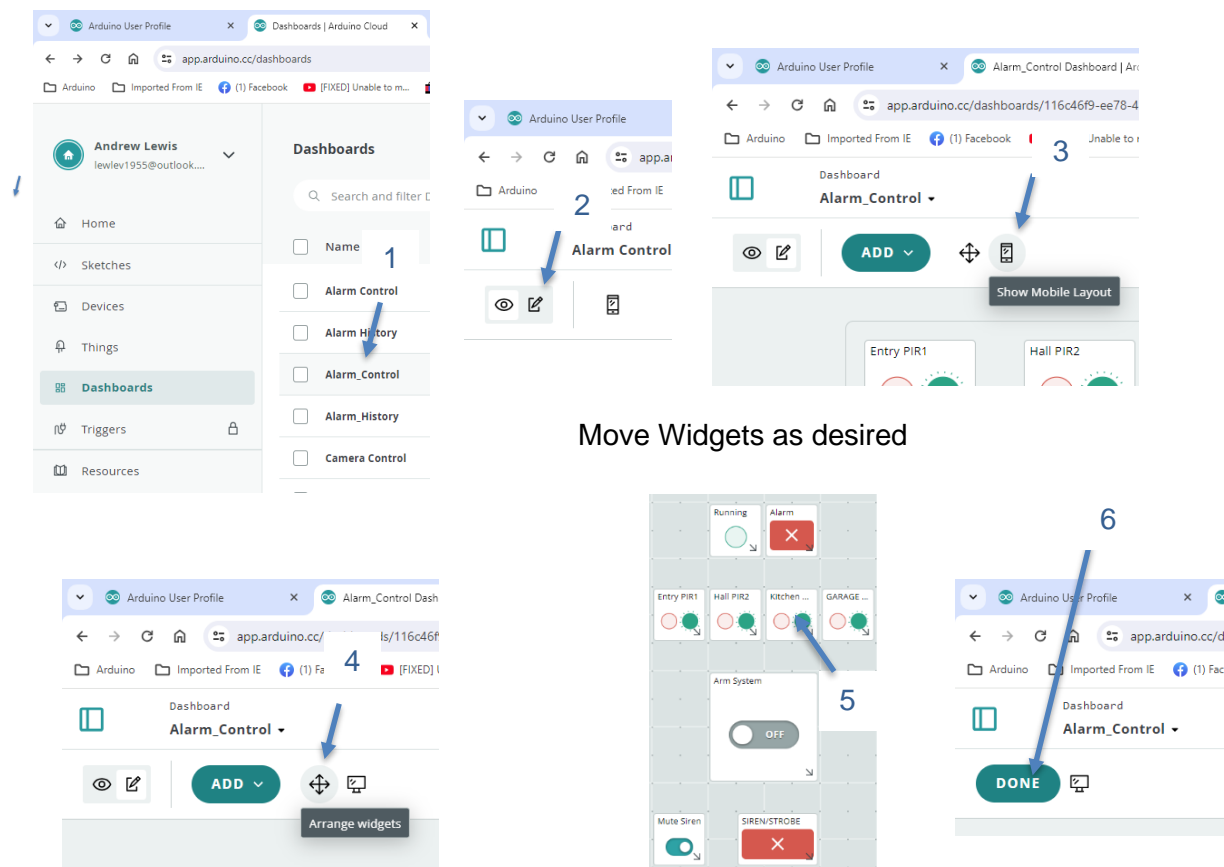 Arduino User Profile
Dashboards | Arduino Cloud
app.arduino.cc/dashboards
Arduino Imported From IE (1) Facebook [FIXED] Unable to m...
Andrew Lewis
lewlev1955@outlook....
Home
Sketches
Devices
Things
Dashboards
Triggers
Resources
Dashboards
Search and filter D
Name
1
Alarm Control
Alarm History
Alarm_Control
Alarm_History
Camera Control
Arduino User Profile
app.a
Arduino ted From IE
2
Alarm Control
Arduino User Profile
Alarm_Control Dashboard | Ar
app.arduino.cc/dashboards/116c46f9-ee78-4
Arduino Imported From IE (1) Facebook Unable to
3
Dashboard
Alarm_Control
ADD
Show Mobile Layout
Entry PIR1
Hall PIR2
Move Widgets as desired
Arduino User Profile
Alarm_Control Dash
app.arduino.cc/ ls/116c46f
Arduino Imported From IE (1) Fa [FIXED]
4
Dashboard
Alarm_Control
ADD
Arrange widgets
Running
Alarm
Entry PIR1
Hall PIR2
Kitchen ...
GARAGE ...
Arm System
5
OFF
Mute Siren
SIREN/STROBE
6
Arduino User Profile
app.arduino.cc/d
Arduino Imported From IE (1) Fac
Dashboard
Alarm_Control
DONE